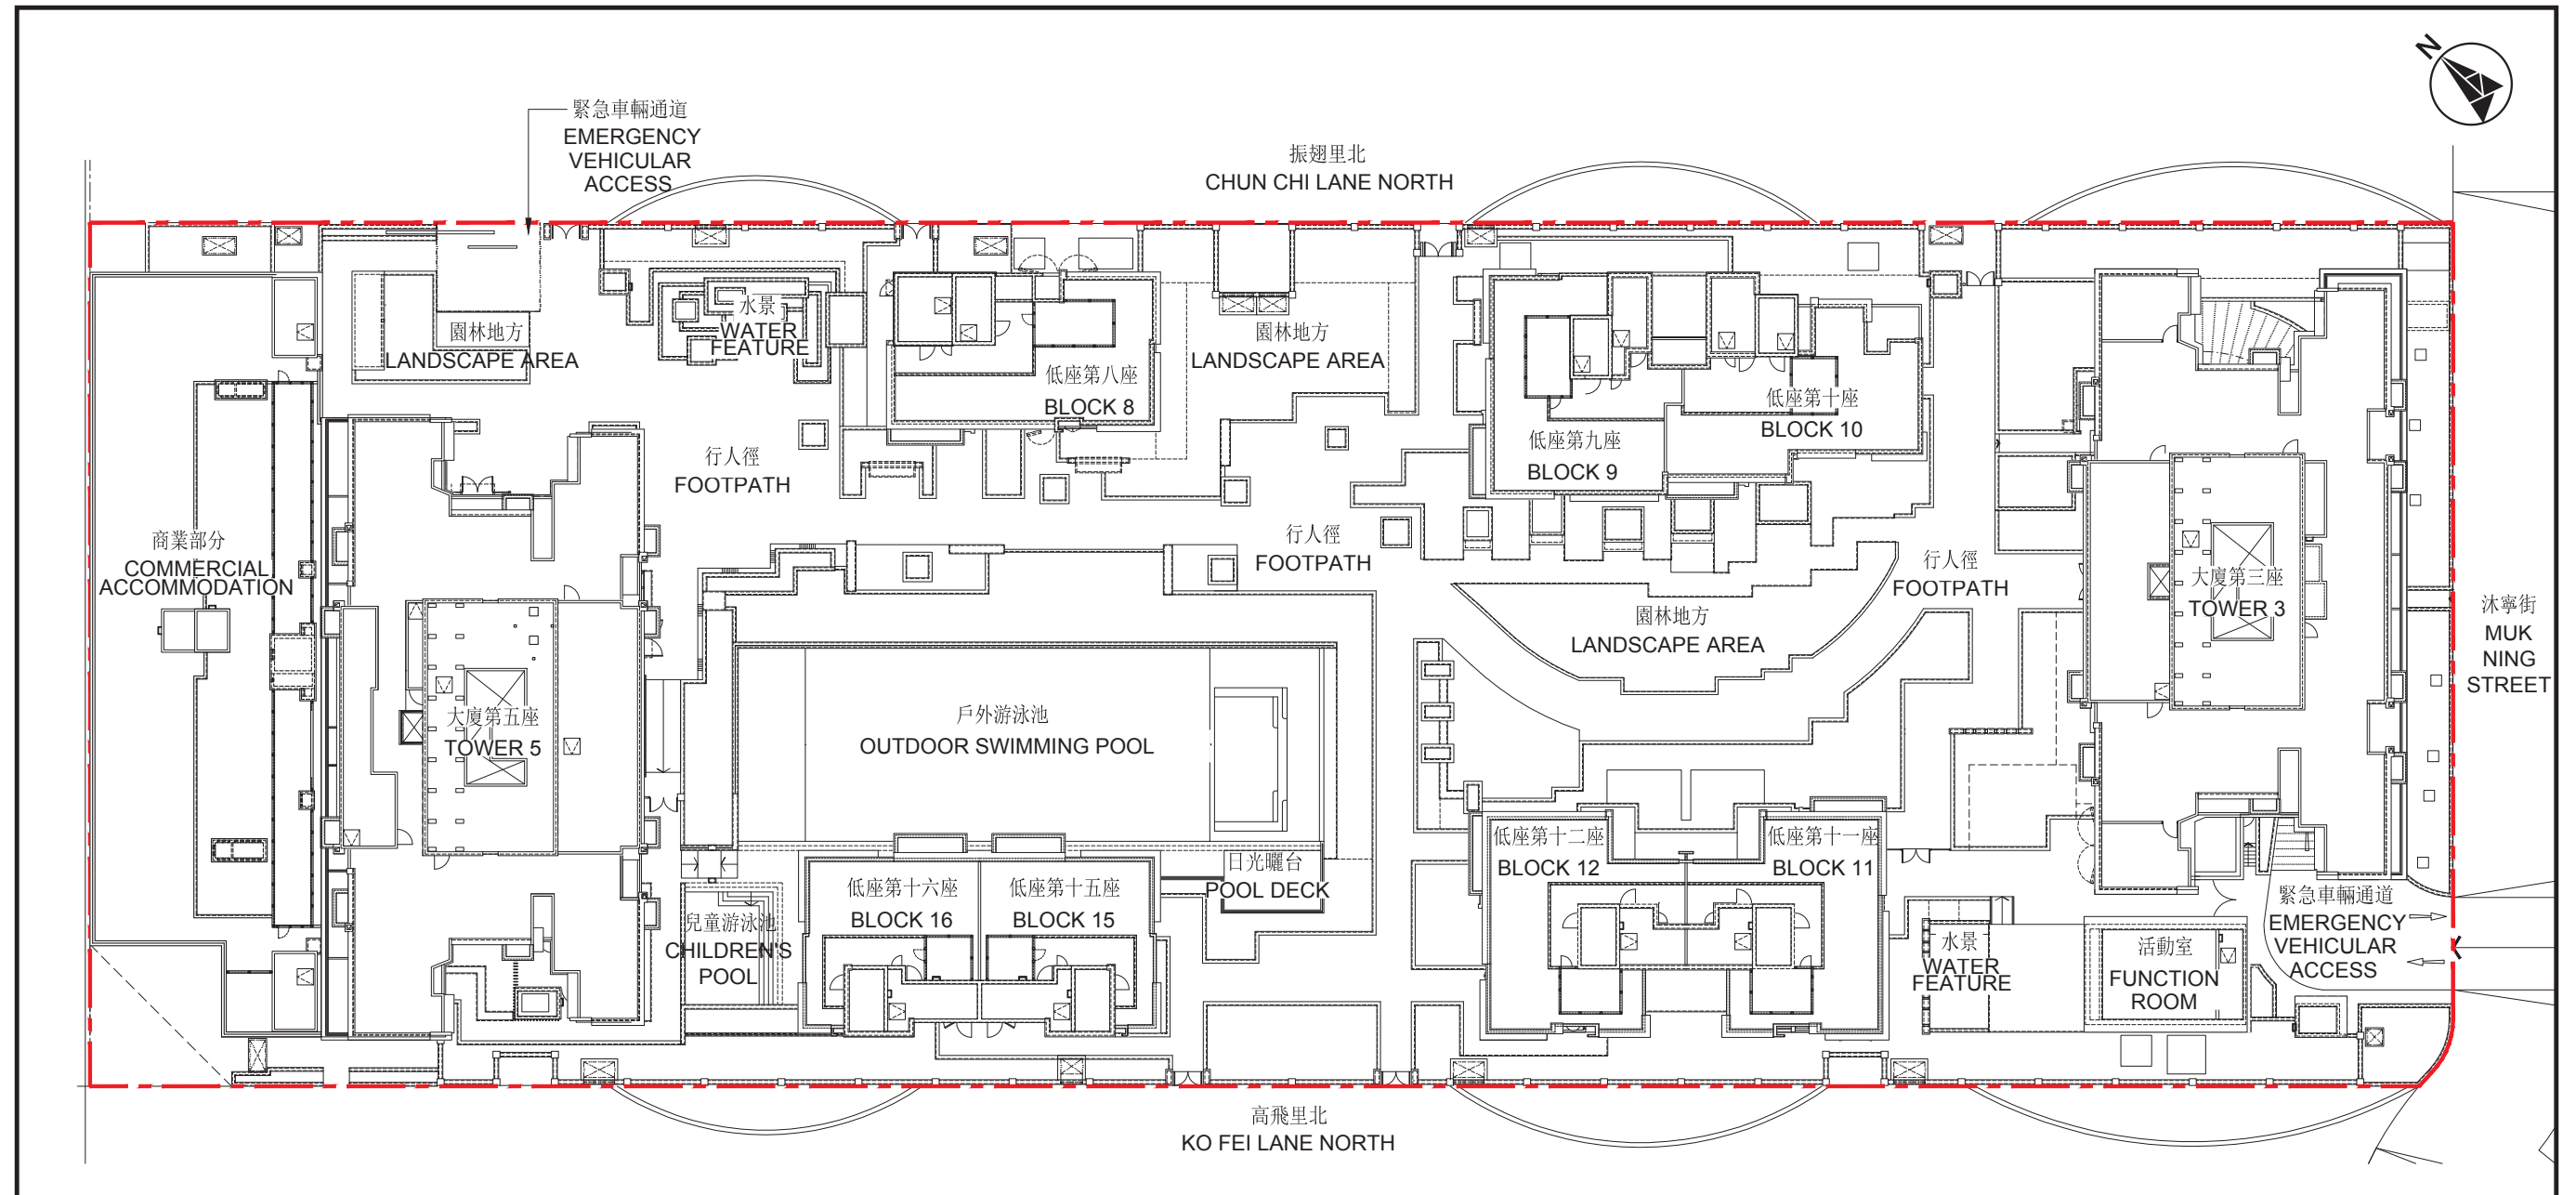 N
緊急車輛通道
EMERGENCY
VEHICULAR
ACCESS
振翅里北
CHUN CHI LANE NORTH
水景
WATER
FEATURE
園林地方
LANDSCAPE AREA
園林地方
LANDSCAPE AREA
低座第八座
BLOCK 8
低座第十座
BLOCK 10
低座第九座
BLOCK 9
行人徑
FOOTPATH
行人徑
FOOTPATH
行人徑
FOOTPATH
商業部分
COMMERCIAL
ACCOMMODATION
大廈第三座
TOWER 3
園林地方
LANDSCAPE AREA
沐寧街
MUK
NING
STREET
大廈第五座
TOWER 5
戶外游泳池
OUTDOOR SWIMMING POOL
低座第十二座
BLOCK 12
低座第十一座
BLOCK 11
日光曬台
POOL DECK
低座第十六座
BLOCK 16
低座第十五座
BLOCK 15
兒童游泳池
CHILDREN'S
POOL
緊急車輛通道
EMERGENCY
VEHICULAR
ACCESS
水景
WATER
FEATURE
活動室
FUNCTION
ROOM
高飛里北
KO FEI LANE NORTH